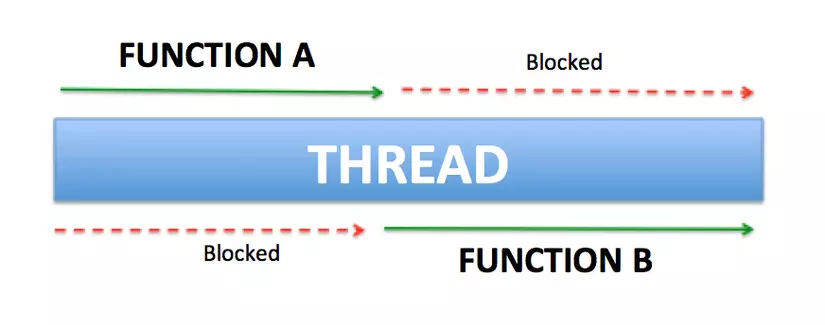 FUNCTION A
Blocked
THREAD
Blocked
FUNCTION B